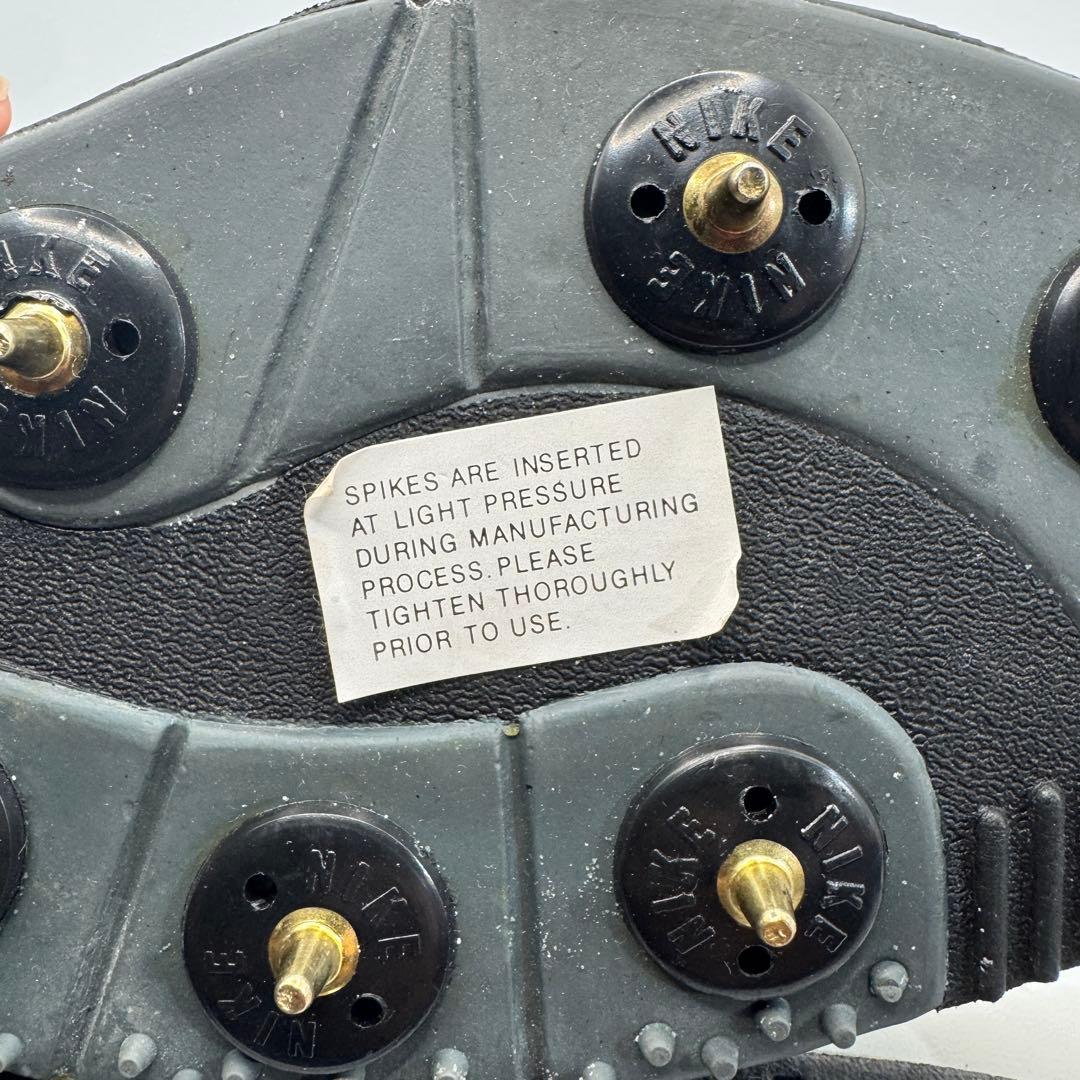 NIKE
NIKE
NIKE
NIKE
SPIKES ARE INSERTED
AT LIGHT PRESSURE
DURING MANUFACTURING
PROCESS. PLEASE
TIGHTEN THOROUGHLY
PRIOR TO USE.
NIKE
NIKE
NIKE
NIKE